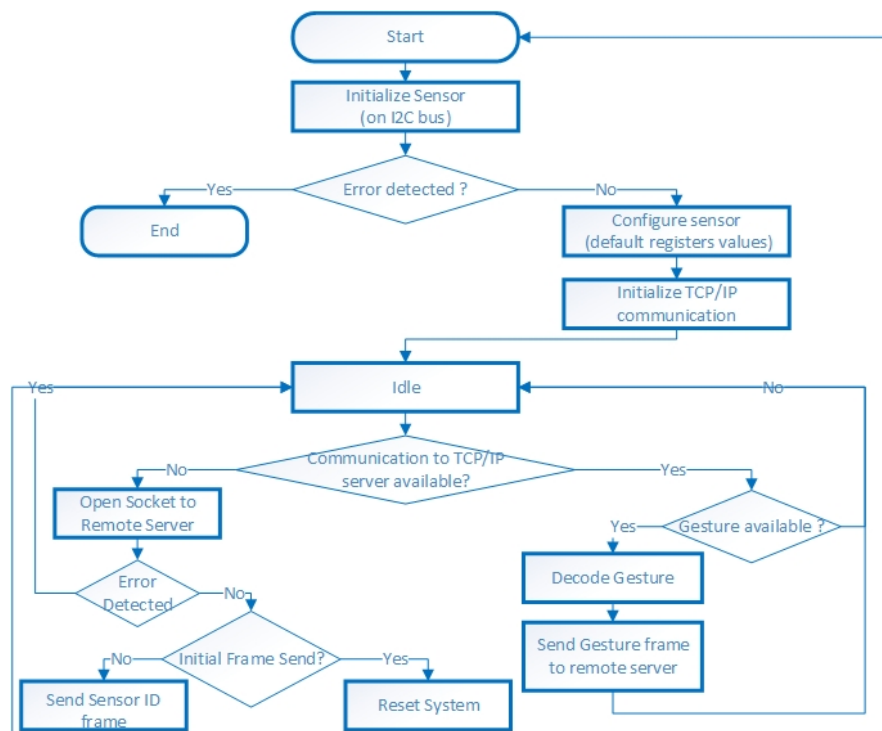 Start
Initialize Sensor
(on I2C bus)
Yes
Error detected ?
No
End
Configure sensor
(default registers values)
Initialize TCP/IP
communication
Yes
Idle
No
Communication to TCP/IP
server available?
No
Yes
Open Socket to
Remote Server
Yes
Gesture available ?
Error
Detected
No
Decode Gesture
No
Initial Frame Send?
Yes
Send Gesture frame
to remote server
Send Sensor ID
frame
Reset System